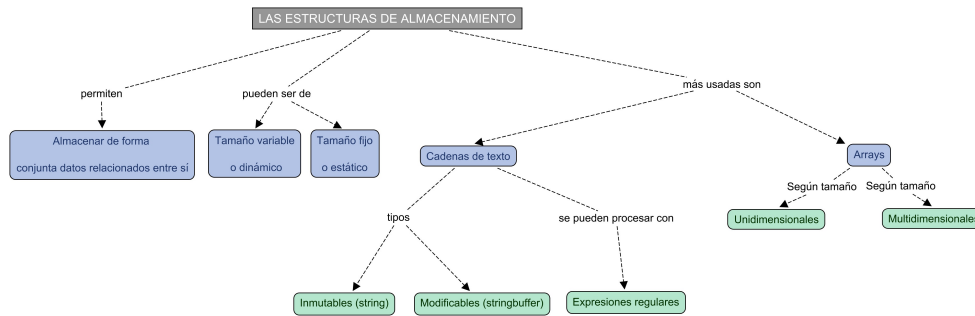 LAS ESTRUCTURAS DE ALMACENAMIENTO
permiten
pueden ser de
más usadas son
Almacenar de forma
conjunta datos relacionados entre sí
Tamaño variable
o dinámico
Tamaño fijo
o estático
Cadenas de texto
Arrays
Según tamaño
Según tamaño
tipos
se pueden procesar con
Unidimensionales
Multidimensionales
Inmutables (string)
Modificables (stringbuffer)
Expresiones regulares